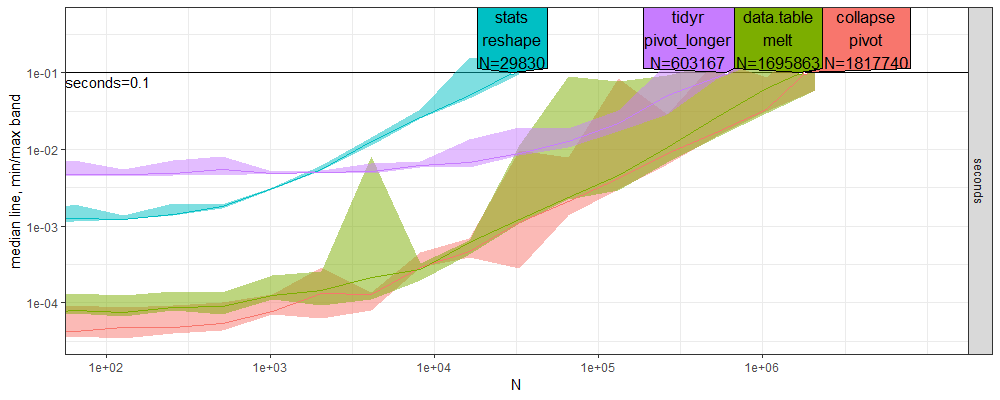 stats
reshape
N=29830
tidyr
pivot_longer
N=603167
data.table
melt
N=1695863
collapse
pivot
N=1817740
1e-01
seconds=0.1
1e-02
1e-03
1e-04
median line, min/max band
seconds
1e+02
1e+03
1e+04
1e+05
1e+06
N